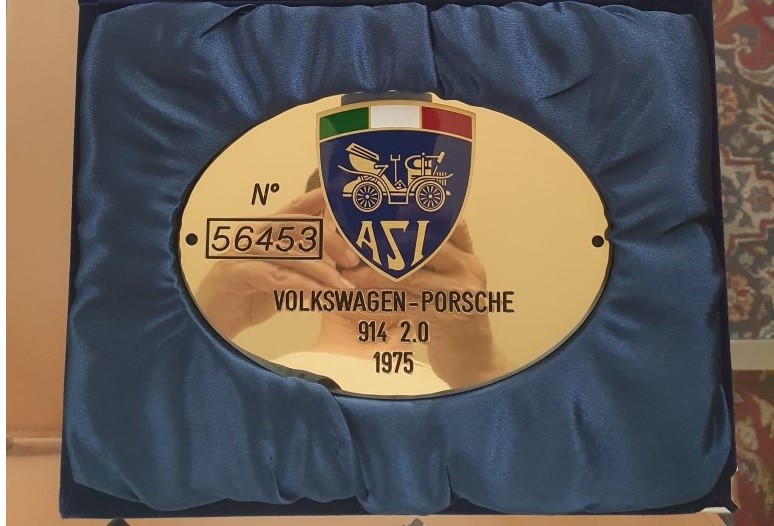 ASI
N°
56453
VOLKSWAGEN-PORSCHE
914 2.0
1975